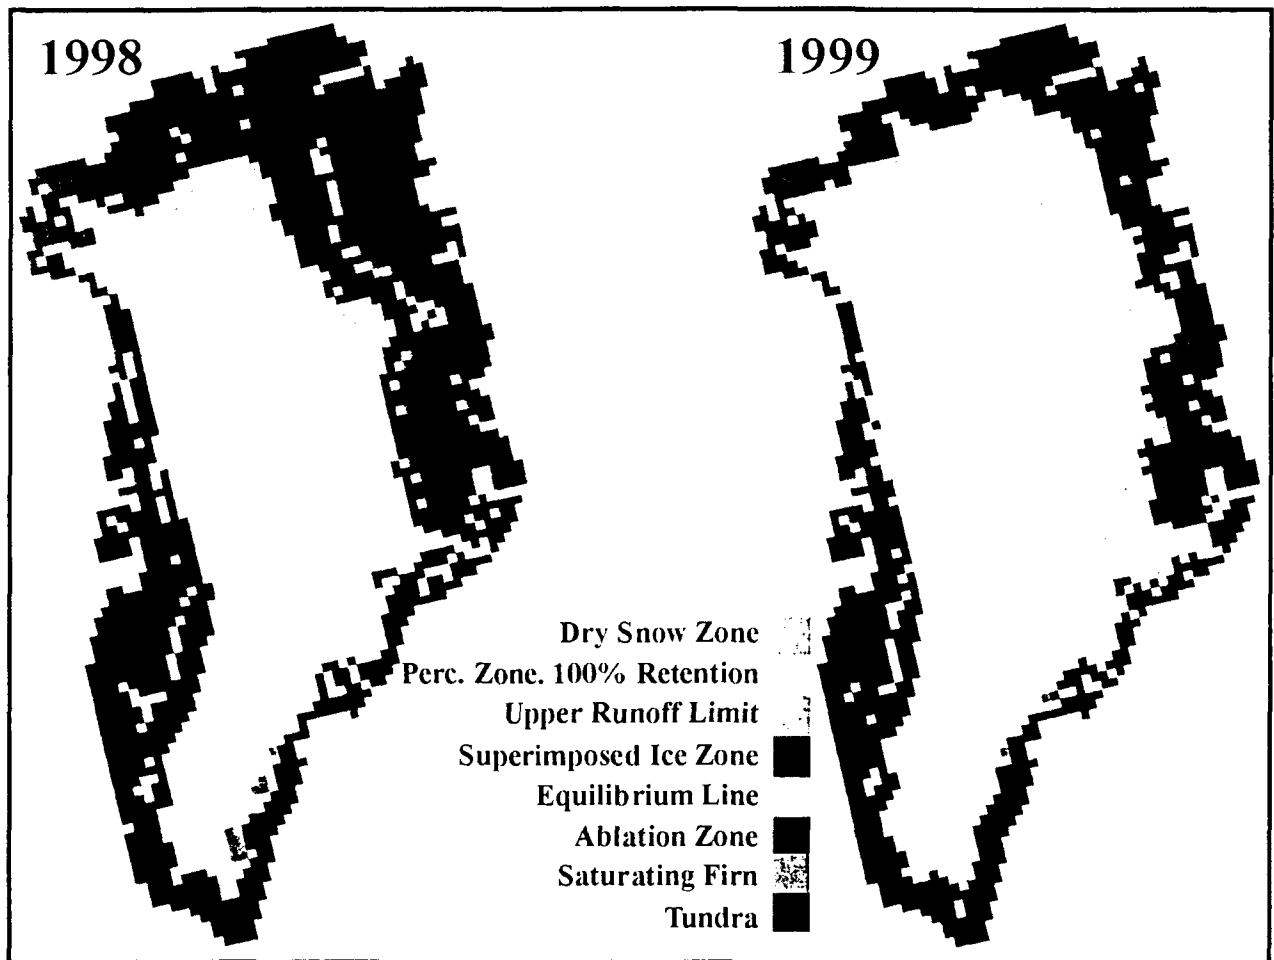 1998
1999
Dry Snow Zone
Perc. Zone. 100% Retention
Upper Runoff Limit
Superimposed Ice Zone
Equilibrium Line
Ablation Zone
Saturating Firn
Tundra